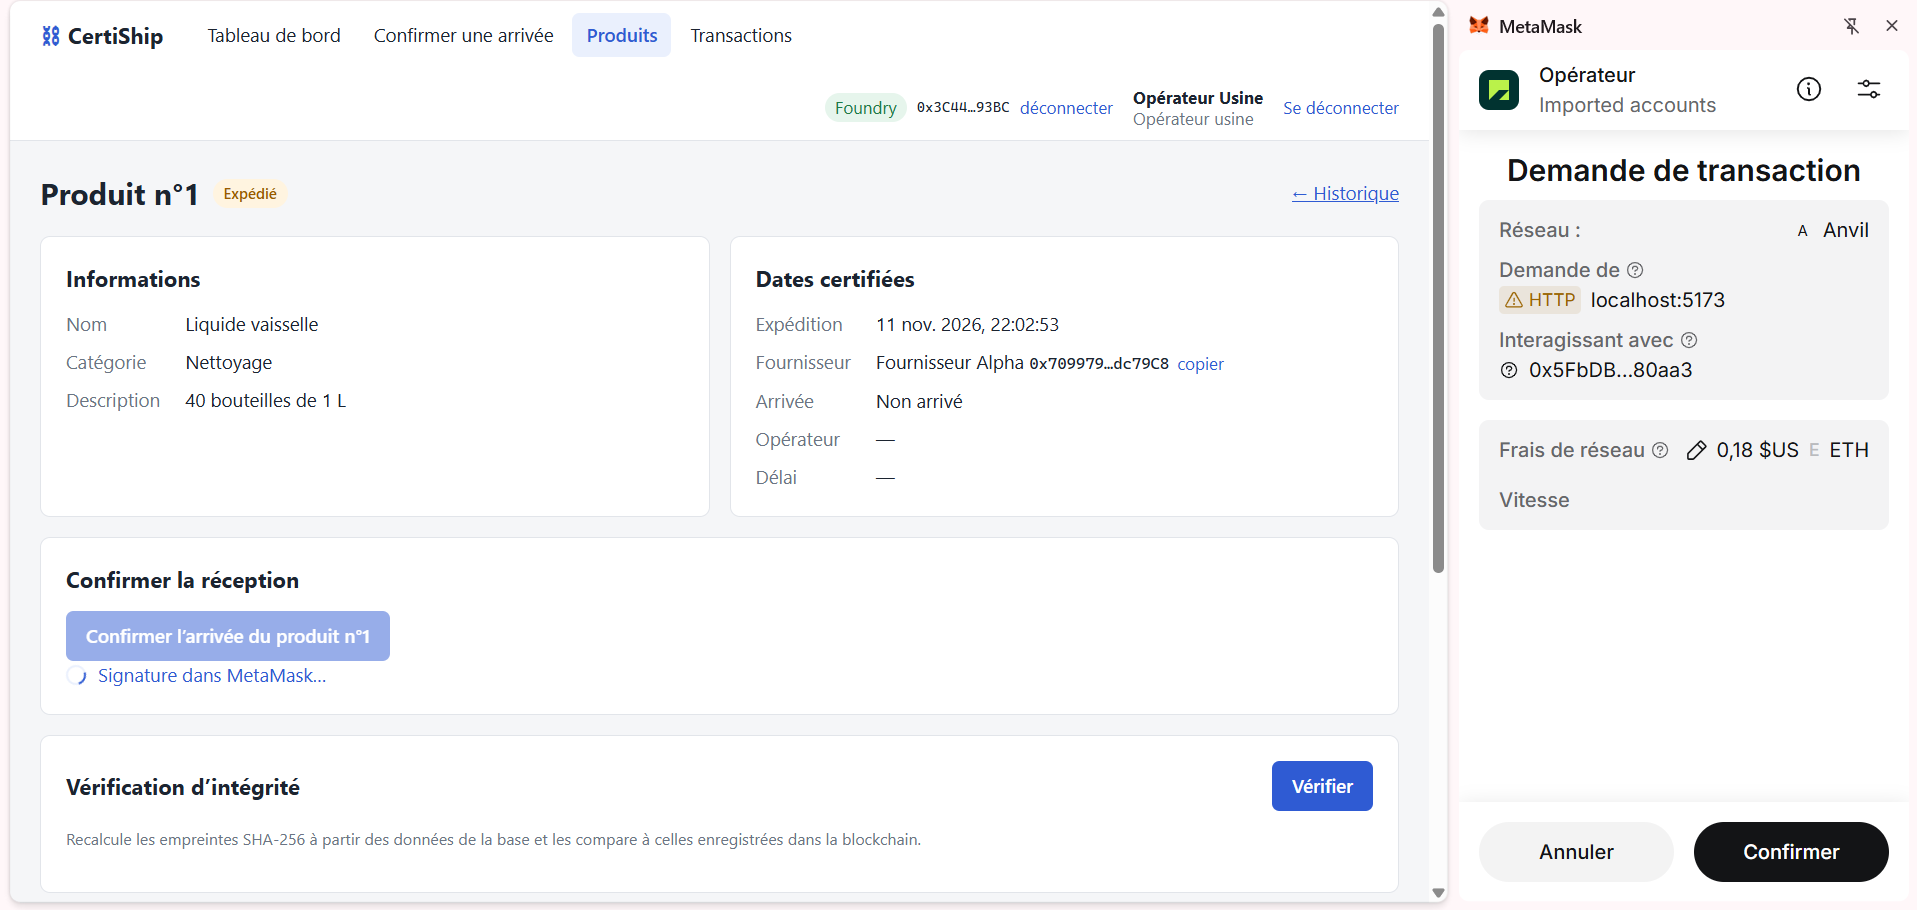 CertiShip
Tableau de bord
Confirmer une arrivée
Produits
Transactions
Foundry
0x3C44…93BC
déconnecter
Opérateur Usine
Opérateur usine
Se déconnecter
Produit n°1
Expédié
← Historique
Informations
Nom Liquide vaisselle
Catégorie Nettoyage
Description 40 bouteilles de 1 L
Dates certifiées
Expédition 11 nov. 2026, 22:02:53
Fournisseur Fournisseur Alpha 0x709979…dc79C8 copier
Arrivée Non arrivé
Opérateur —
Délai —
Confirmer la réception
Confirmer l’arrivée du produit n°1
Signature dans MetaMask…
Vérification d’intégrité
Vérifier
Recalcule les empreintes SHA-256 à partir des données de la base et les compare à celles enregistrées dans la blockchain.
MetaMask
Opérateur
Imported accounts
Demande de transaction
Réseau : A Anvil
Demande de
HTTP localhost:5173
Interagissant avec
0x5FbDB...80aa3
Frais de réseau 0,18 $US E ETH
Vitesse
Annuler
Confirmer